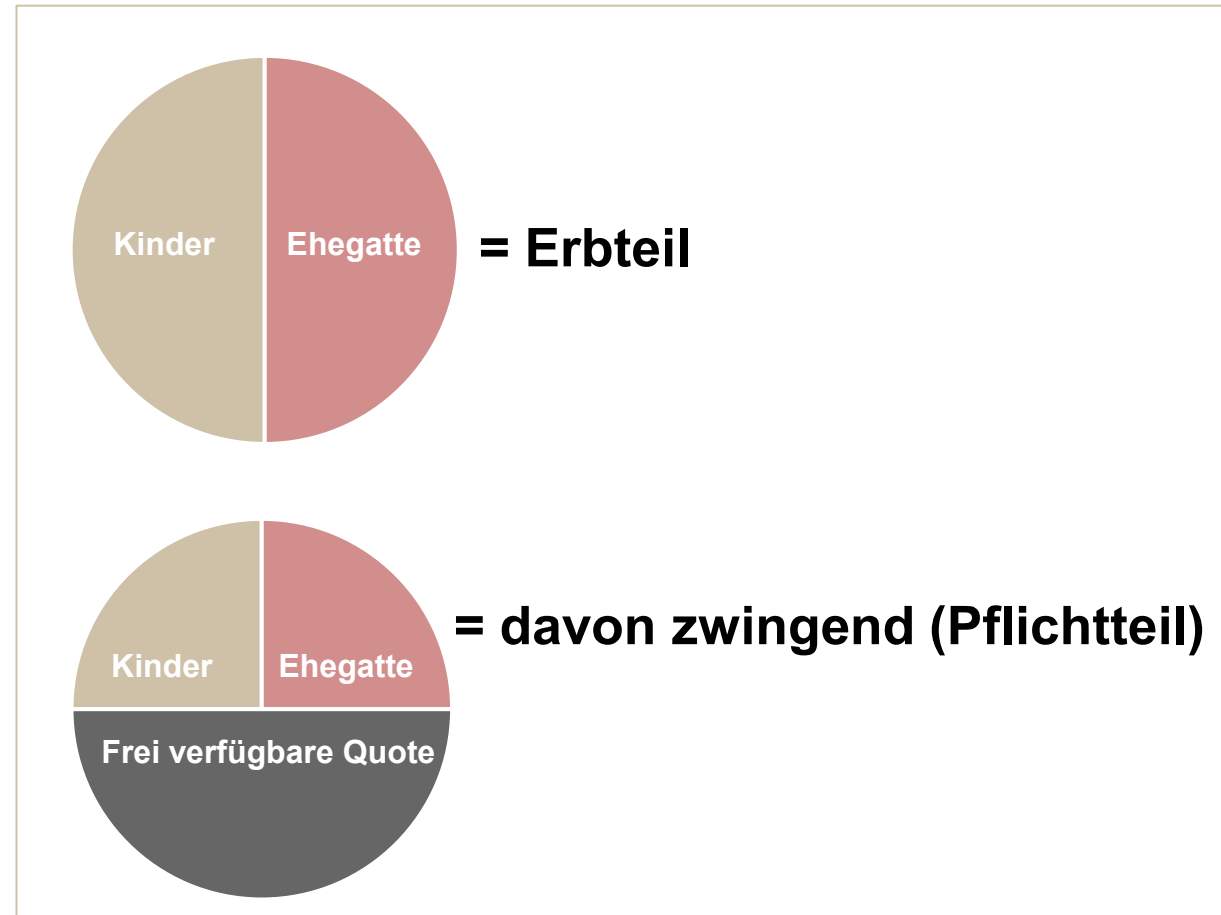 Kinder
Ehegatte
= Erbteil
= davon zwingend (Pflichtteil)
Kinder
Ehegatte
Frei verfügbare Quote